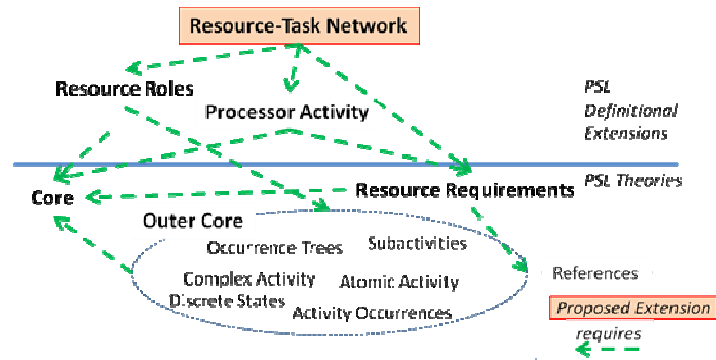 Resource-Task Network
Resource Roles
Processor Activity
PSL
Definitional
Extensions
PSL Theories
Core
Resource Requirements
Outer Core
Occurrence Trees
Subactivities
Complex Activity
Atomic Activity
Discrete States
Activity Occurrences
References
Proposed Extension
requires